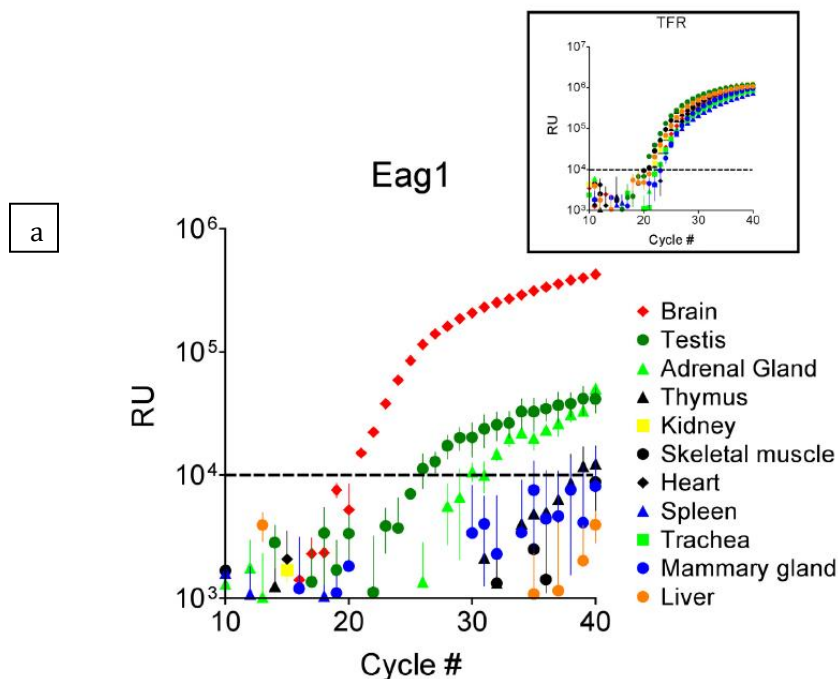 TFR
10⁷
10⁶
10⁵
10⁴
10³
RU
10 20 30 40
Cycle #
Eag1
a
10⁶
10⁵
10⁴
10³
RU
10 20 30 40
Cycle #
Brain
Testis
Adrenal Gland
Thymus
Kidney
Skeletal muscle
Heart
Spleen
Trachea
Mammary gland
Liver